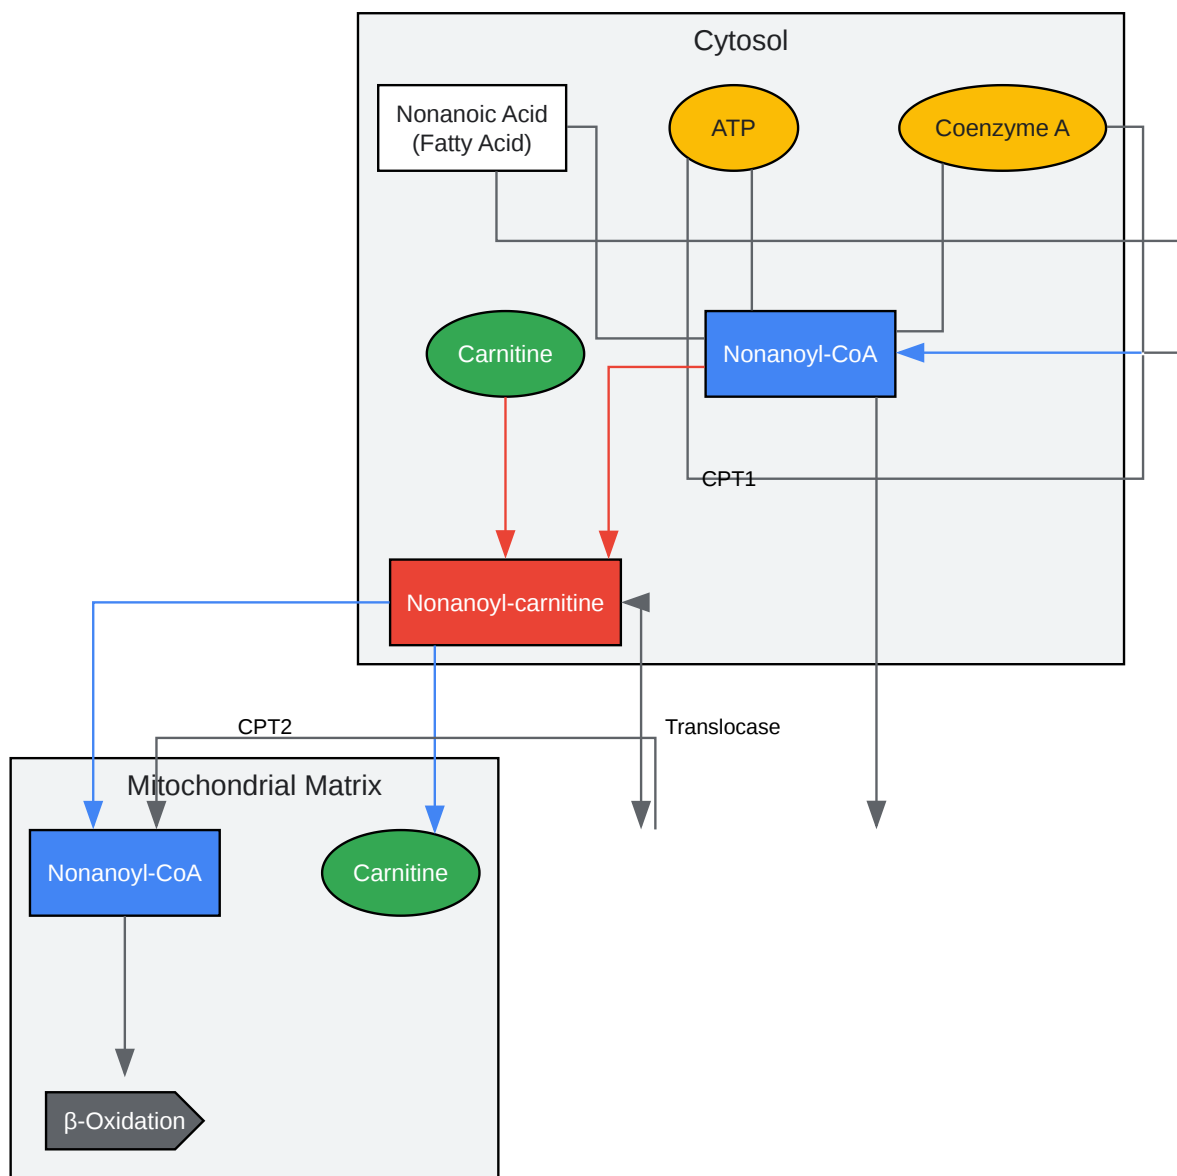 Cytosol
Nonanoic Acid
(Fatty Acid)
ATP
Coenzyme A
Carnitine
Nonanoyl-CoA
CPT1
Nonanoyl-carnitine
CPT2
Translocase
Mitochondrial Matrix
Nonanoyl-CoA
Carnitine
β-Oxidation